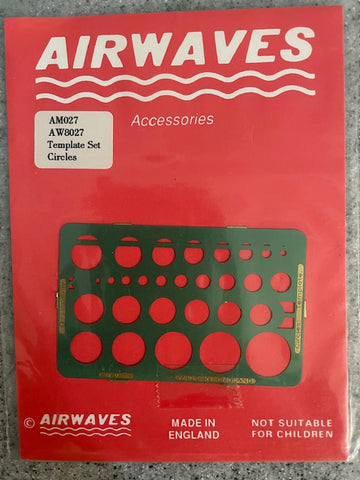 AIRWAVES
Accessories
AM027
AW8027
Template Set
Circles
© AIRWAVES
MADE IN
ENGLAND
NOT SUITABLE
FOR CHILDREN